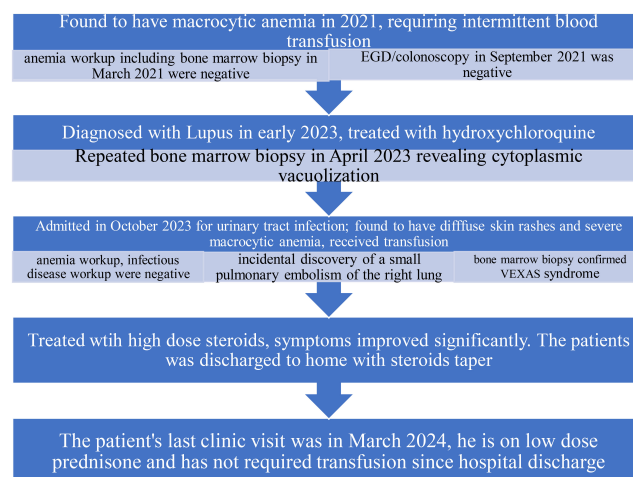 Found to have macrocytic anemia in 2021, requiring intermittent blood
transfusion
anemia workup including bone marrow biopsy in
March 2021 were negative
EGD/colonoscopy in September 2021 was
negative
Diagnosed with Lupus in early 2023, treated with hydroxychloroquine
Repeated bone marrow biopsy in April 2023 revealing cytoplasmic
vacuolization
Admitted in October 2023 for urinary tract infection; found to have difffuse skin rashes and severe
macrocytic anemia, received transfusion
anemia workup, infectious
disease workup were negative
incidental discovery of a small
pulmonary embolism of the right lung
bone marrow biopsy confirmed
VEXAS syndrome
Treated wtih high dose steroids, symptoms improved significantly. The patients
was discharged to home with steroids taper
The patient's last clinic visit was in March 2024, he is on low dose
prednisone and has not required transfusion since hospital discharge